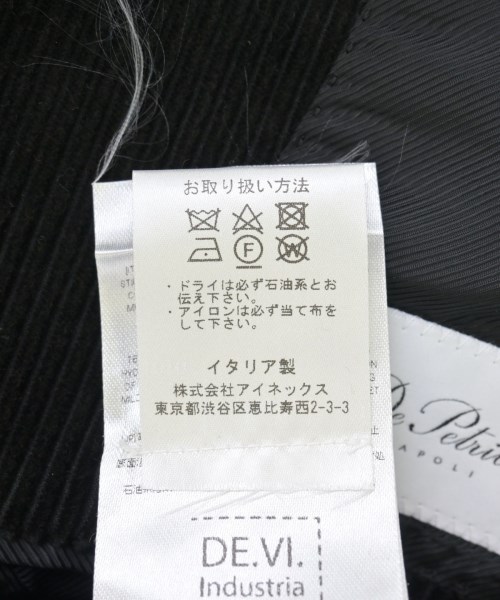 お取り扱い方法
F W
・ドライは必ず石油系とお
伝え下さい。
・アイロンは必ず当て布を
して下さい。
イタリア製
株式会社アイネックス
東京都渋谷区恵比寿西2-3-3
De Petri
APOLI
DE.VI.
Industria